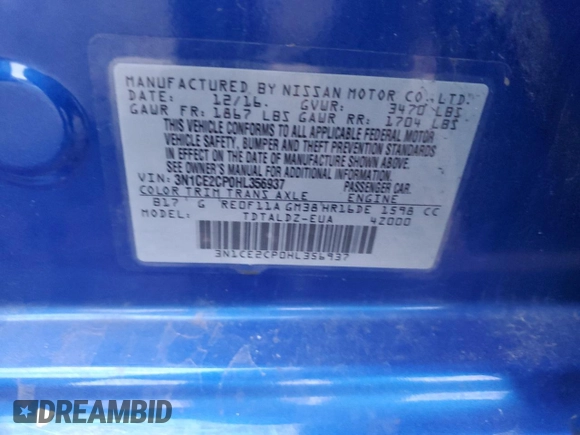 MANUFACTURED BY NISSAN MOTOR CO., LTD.
DATE: 12/16. GVWR: 3470 LBS
GAWR FR: 1867 LBS GAWR RR: 1704 LBS
THIS VEHICLE CONFORMS TO ALL APPLICABLE FEDERAL MOTOR
VEHICLE SAFETY, BUMPER AND THEFT PREVENTION STANDARDS
IN EFFECT ON THE DATE OF MANUFACTURE SHOWN ABOVE.
SEE OWNER'S MANUAL FOR ADDITIONAL INFORMATION.
VIN: 3N1CE2CP0HL356937 PASSENGER CAR.
COLOR TRIM TRANS AXLE ENGINE
B17 G RE0F11A GM38 HR16DE 1598 CC
MODEL: TDTALDZ-EUA 42000
3N1CE2CP0HL356937
DREAMBID